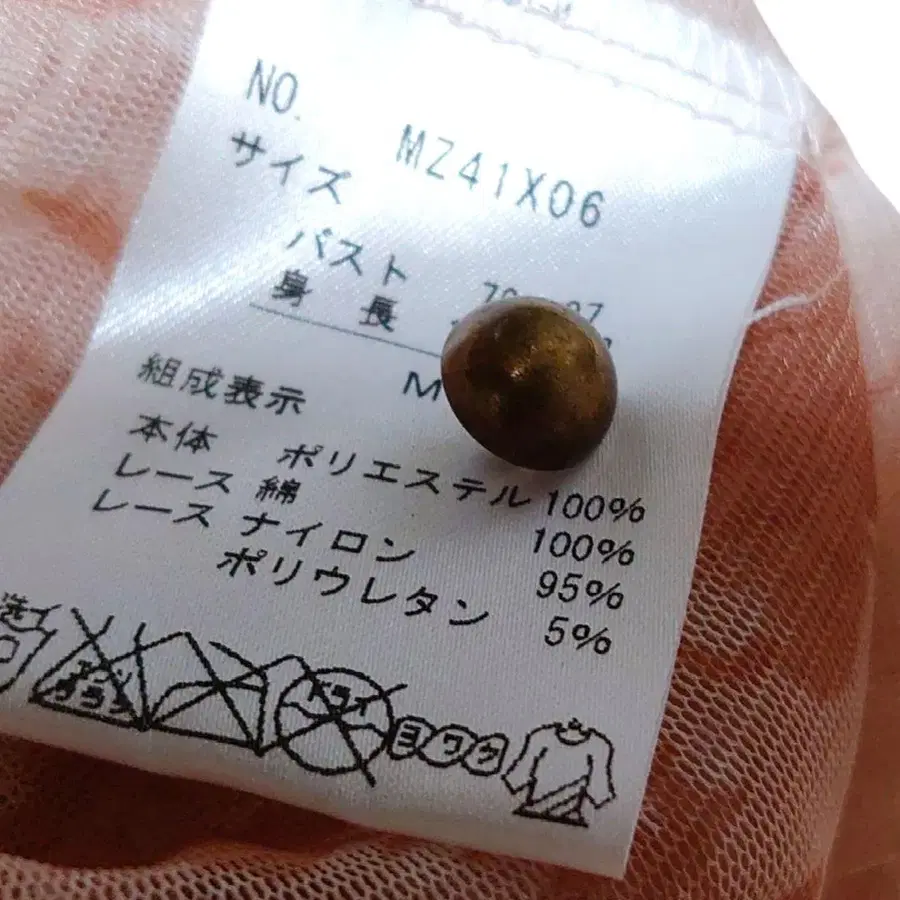 NO. MZ41X06
サイズ
バスト
身長
M
組成表示
本体 ポリエステル 100%
レース 綿 100%
レース ナイロン 95%
ポリウレタン 5%
ドライ
ヨワク